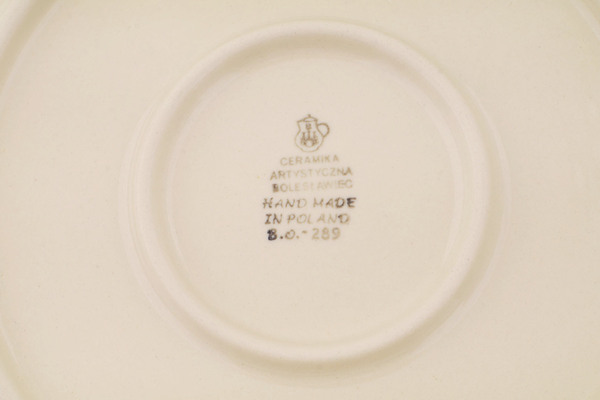 CERAMIKA
ARTYSTYCZNA
BOLESŁAWIEC
HAND MADE
IN POLAND
B.O.-289